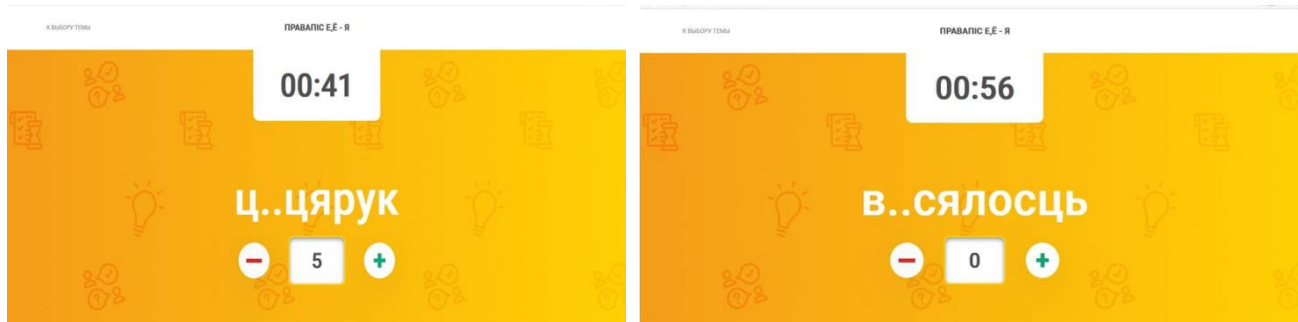 К ВЫБОРУ ТЕМЫ
ПРАВАПІС Е,Ё - Я
00:41
ц..цярук
5
К ВЫБОРУ ТЕМЫ
ПРАВАПІС Е,Ё - Я
00:56
в..сялосць
0